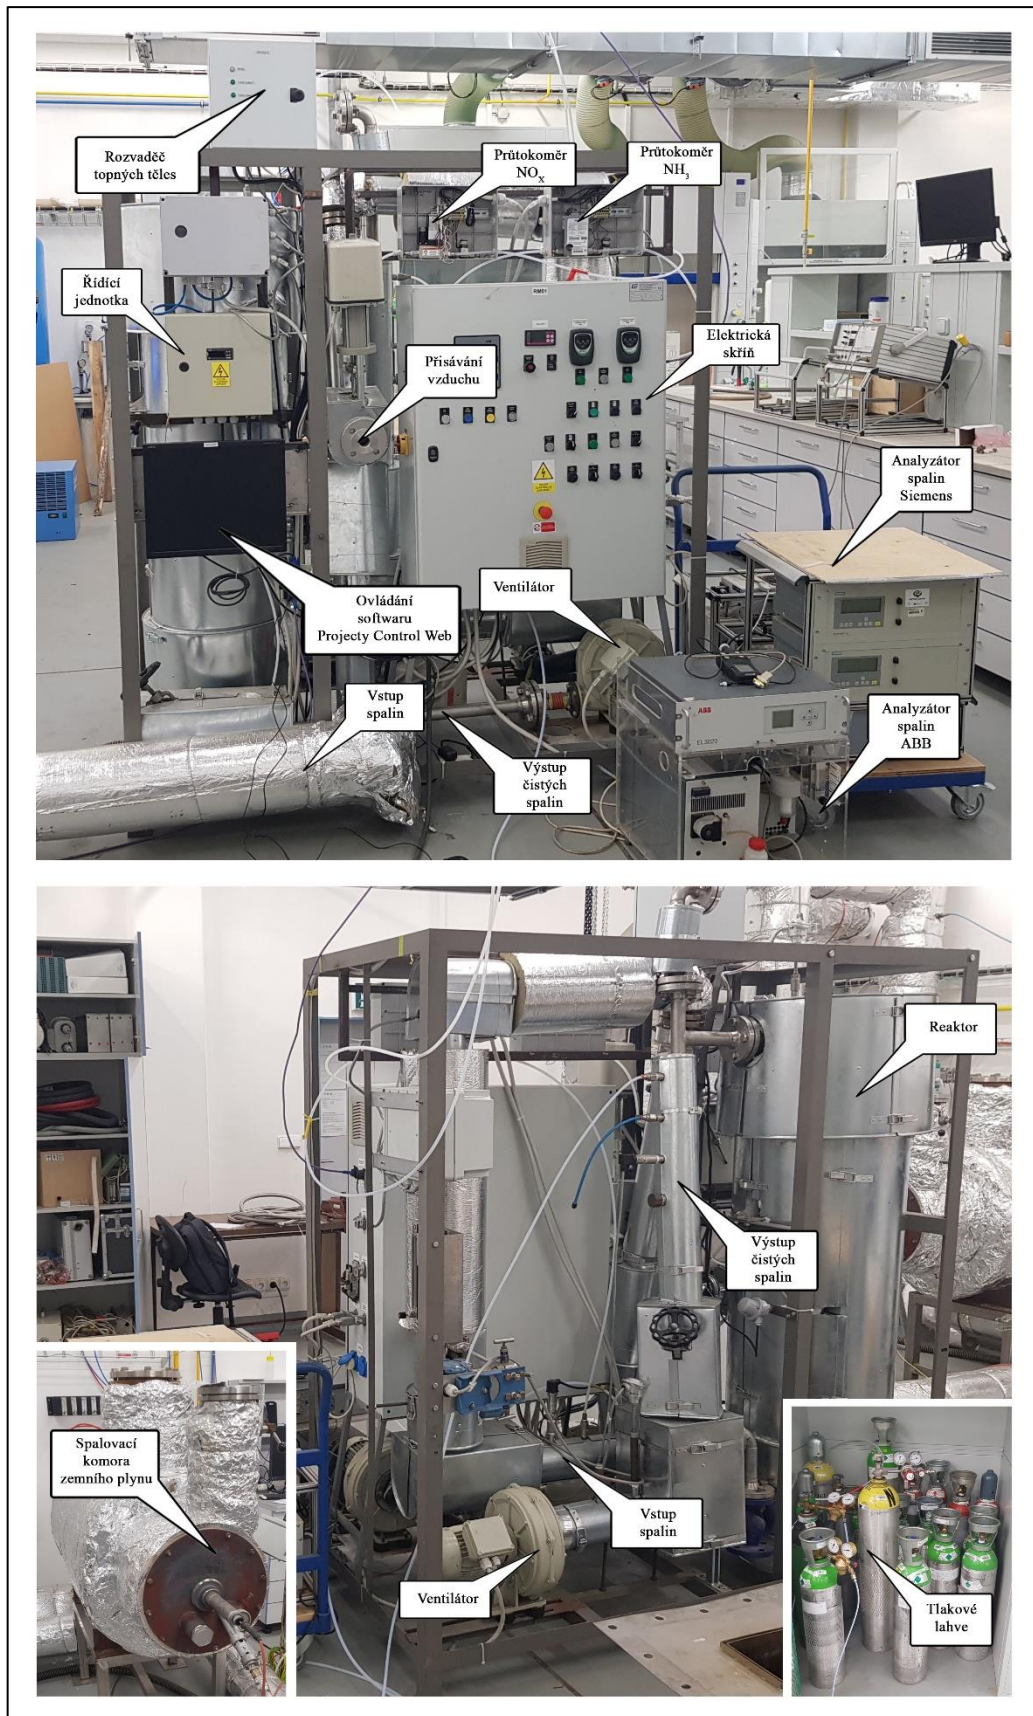 Rozvaděč
topných těles
Průtokoměr
NOX
Průtokoměr
NH3
Řídící
jednotka
RM01
Elektrická
skříň
Přisávání
vzduchu
Analyzátor
spalin
Siemens
Ventilátor
Ovládání
softwaru
Projecty Control Web
Vstup
spalin
ABB
EL3020
Analyzátor
spalin
ABB
Výstup
čistých
spalin
Reaktor
Výstup
čistých
spalin
Spalovací
komora
zemního plynu
Vstup
spalin
Ventilátor
Tlakové
lahve